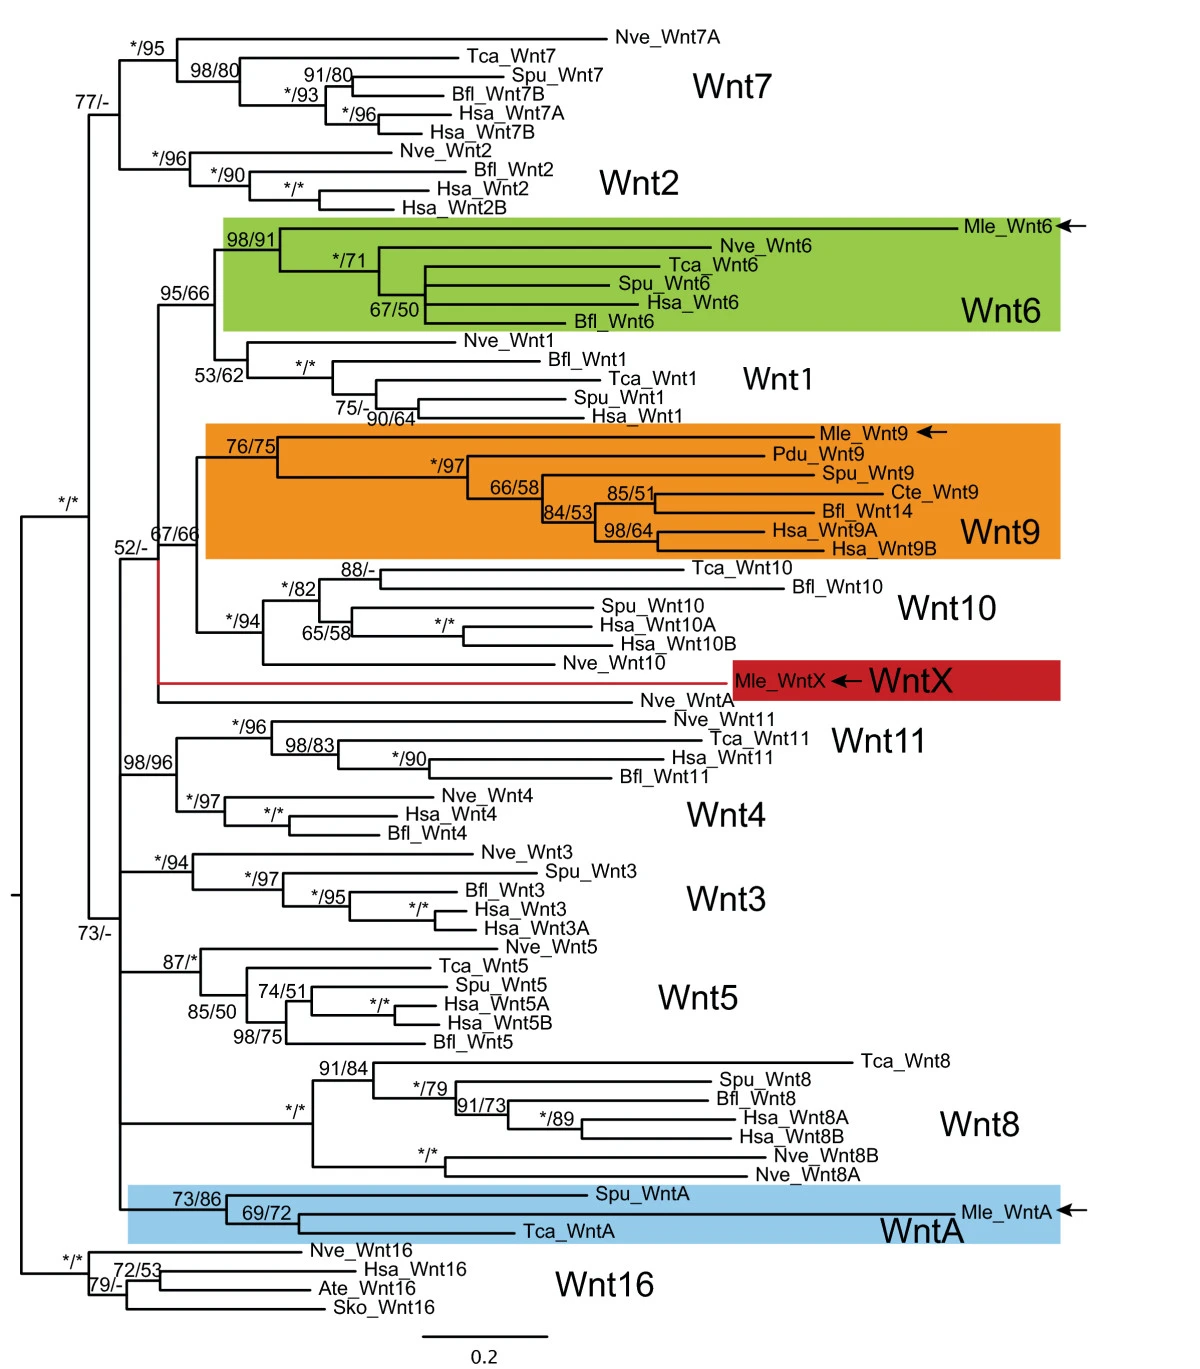 Nve_Wnt7A
*/95
Tca_Wnt7
98/80
91/80
Spu_Wnt7
Wnt7
*/93
Bfl_Wnt7B
77/-
*/96
Hsa_Wnt7A
Hsa_Wnt7B
Nve_Wnt2
*/96
Bfl_Wnt2
*/90
Wnt2
*/*
Hsa_Wnt2
Hsa_Wnt2B
Mle_Wnt6
98/91
Nve_Wnt6
*/71
Tca_Wnt6
Spu_Wnt6
95/66
Hsa_Wnt6
67/50
Wnt6
Bfl_Wnt6
Nve_Wnt1
Bfl_Wnt1
*/*
53/62
Tca_Wnt1
Wnt1
Spu_Wnt1
75/-
90/64
Hsa_Wnt1
Mle_Wnt9
76/75
Pdu_Wnt9
*/97
Spu_Wnt9
66/58
85/51
Cte_Wnt9
84/53
Bfl_Wnt14
98/64
Hsa_Wnt9A
Wnt9
Hsa_Wnt9B
*/*
67/66
52/-
Tca_Wnt10
88/-
Bfl_Wnt10
*/82
Spu_Wnt10
Wnt10
*/94
65/58
*/*
Hsa_Wnt10A
Hsa_Wnt10B
Nve_Wnt10
Mle_WntX
WntX
Nve_WntA
Nve_Wnt11
*/96
Tca_Wnt11
Wnt11
98/83
*/90
Hsa_Wnt11
98/96
Bfl_Wnt11
Nve_Wnt4
*/97
*/*
Hsa_Wnt4
Wnt4
Bfl_Wnt4
Nve_Wnt3
*/94
Spu_Wnt3
*/97
Bfl_Wnt3
*/95
Wnt3
*/*
Hsa_Wnt3
Hsa_Wnt3A
73/-
Nve_Wnt5
87/*
Tca_Wnt5
Spu_Wnt5
74/51
Wnt5
85/50
*/*
Hsa_Wnt5A
Hsa_Wnt5B
98/75
Bfl_Wnt5
Tca_Wnt8
91/84
Spu_Wnt8
*/79
Bfl_Wnt8
91/73
*/*
*/89
Hsa_Wnt8A
Wnt8
Hsa_Wnt8B
*/*
Nve_Wnt8B
Nve_Wnt8A
73/86
Spu_WntA
69/72
Mle_WntA
Tca_WntA
WntA
Nve_Wnt16
*/*
72/53
Hsa_Wnt16
79/-
Ate_Wnt16
Wnt16
Sko_Wnt16
0.2